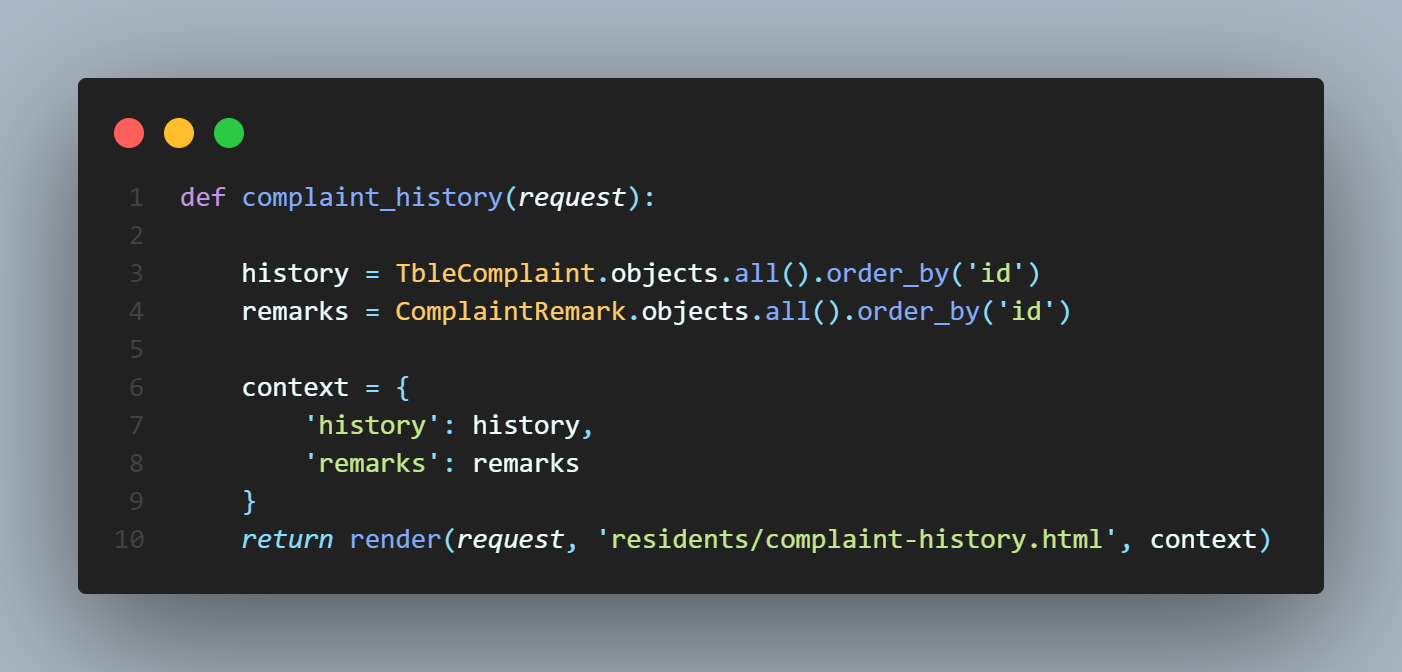 1 def complaint_history(request):
2
3     history = TbleComplaint.objects.all().order_by('id')
4     remarks = ComplaintRemark.objects.all().order_by('id')
5
6     context = {
7         'history': history,
8         'remarks': remarks
9     }
10     return render(request, 'residents/complaint-history.html', context)